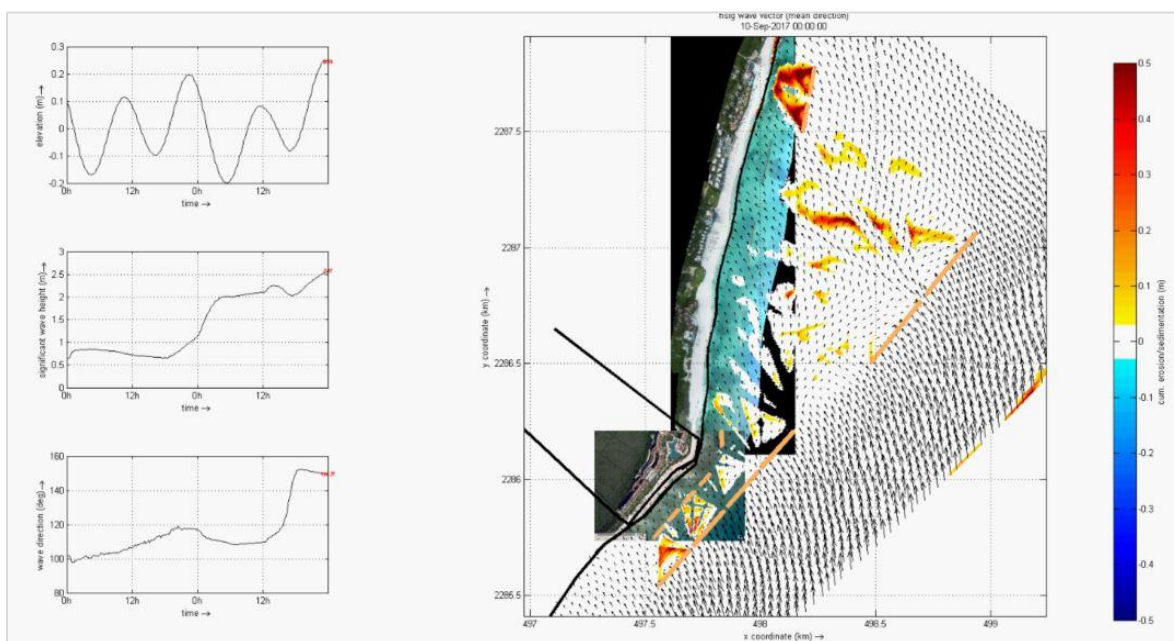 hsig wave vector (mean direction)
10-Sep-2017 00:00:00
0.3
0.2
0.1
0
-0.1
-0.2
0h
12h
0h
12h
elevation (m)→
time →
3
2.5
2
1.5
1
0.5
0
0h
12h
0h
12h
significant wave height (m)→
time →
160
140
120
100
80
0h
12h
0h
12h
wave direction (deg)→
time →
2287.5
2287
2286.5
2286
2286.5
y coordinate (km)→
497
497.5
498
498.5
499
x coordinate (km)→
0.5
0.4
0.3
0.2
0.1
0
-0.1
-0.2
-0.3
-0.4
-0.5
cum. erosion/sedimentation (m)